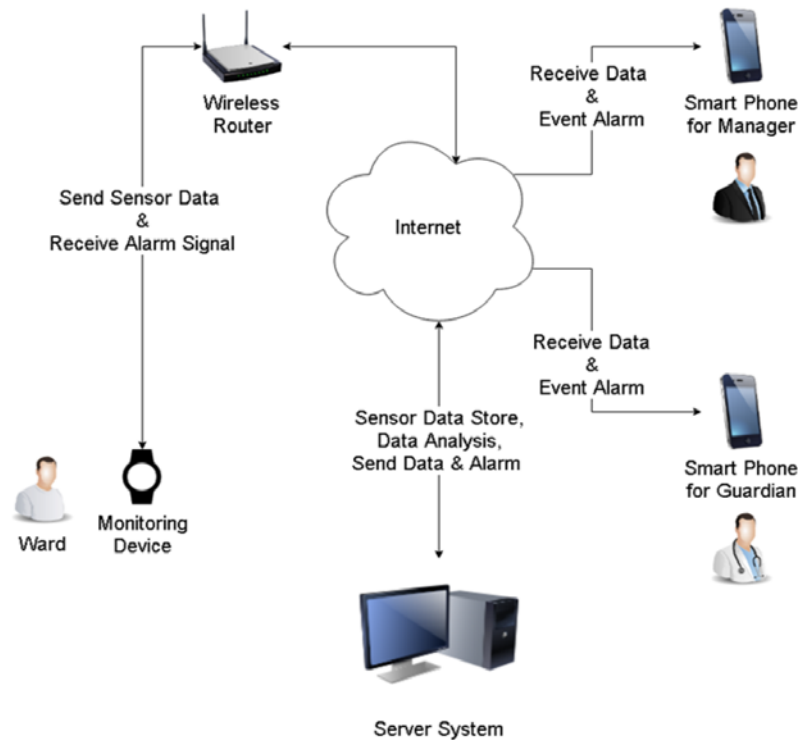 Wireless
Router
Receive Data
&
Event Alarm
Smart Phone
for Manager
Send Sensor Data
&
Receive Alarm Signal
Internet
Receive Data
&
Event Alarm
Sensor Data Store,
Data Analysis,
Send Data & Alarm
Smart Phone
for Guardian
Ward
Monitoring
Device
Server System